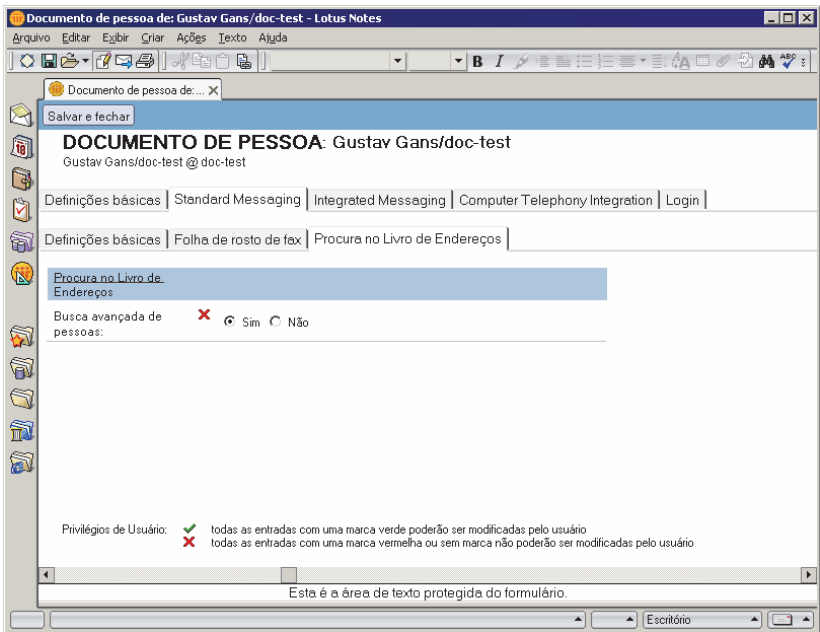 Documento de pessoa de: Gustav Gans/doc-test - Lotus Notes
Arquivo Editar Exibir Criar Ações Texto Ajuda
B I ABC
Documento de pessoa de:...
Salvar e fechar
18
DOCUMENTO DE PESSOA: Gustav Gans/doc-test
Gustav Gans/doc-test @ doc-test
Definições básicas Standard Messaging Integrated Messaging Computer Telephony Integration Login
Definições básicas Folha de rosto de fax Procura no Livro de Endereços
Procura no Livro de
Endereços
Busca avançada de
pessoas:
Sim Não
Privilégios de Usuário: todas as entradas com uma marca verde poderão ser modificadas pelo usuário
todas as entradas com uma marca vermelha ou sem marca não poderão ser modificadas pelo usuário
Esta é a área de texto protegida do formulário.
Escritório